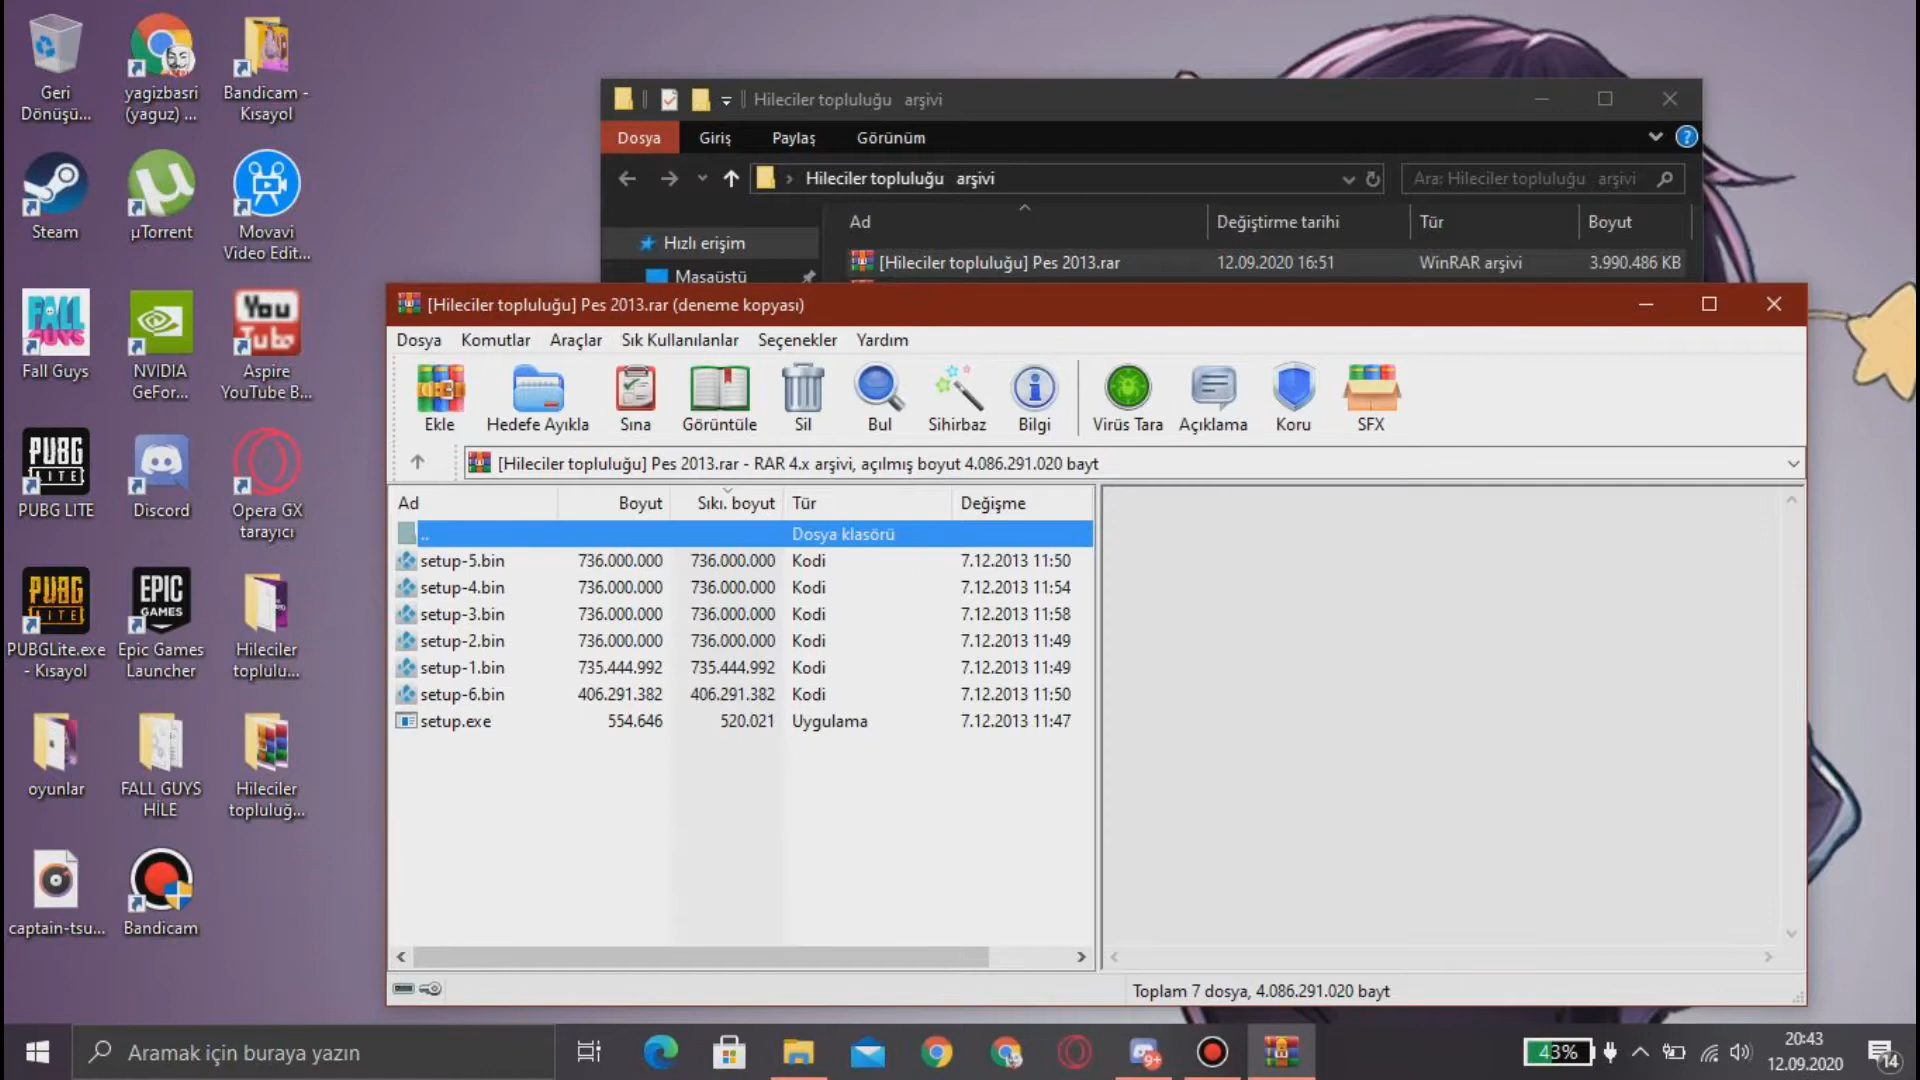 Geri
Dönüşü...
yagizbasri
(yaguz) ...
Bandicam -
Kısayol
Steam
µTorrent
Movavi
Video Edit...
FALL
GUYS
Fall Guys
NVIDIA
GeFor...
You
Tube
Aspire
YouTube B...
PUBG
LITE
PUBG LITE
Discord
Opera GX
tarayıcı
PUBG
LITE
PUBGLite.exe
- Kısayol
EPIC
GAMES
Epic Games
Launcher
Hileciler
toplulu...
oyunlar
FALL GUYS
HİLE
Hileciler
topluluğ...
captain-tsu...
Bandicam
Hileciler topluluğu arşivi
Dosya Giriş Paylaş Görünüm
Hileciler topluluğu arşivi
Ara: Hileciler topluluğu arşivi
Ad Değiştirme tarihi Tür Boyut
Hızlı erişim
[Hileciler topluluğu] Pes 2013.rar 12.09.2020 16:51 WinRAR arşivi 3.990.486 KB
Masaüstü
[Hileciler topluluğu] Pes 2013.rar (deneme kopyası)
Dosya Komutlar Araçlar Sık Kullanılanlar Seçenekler Yardım
Ekle Hedefe Ayıkla Sına Görüntüle Sil Bul Sihirbaz Bilgi Virüs Tara Açıklama Koru SFX
[Hileciler topluluğu] Pes 2013.rar - RAR 4.x arşivi, açılmış boyut 4.086.291.020 bayt
Ad Boyut Sıkı. boyut Tür Değişme
.. Dosya klasörü
setup-5.bin 736.000.000 736.000.000 Kodi 7.12.2013 11:50
setup-4.bin 736.000.000 736.000.000 Kodi 7.12.2013 11:54
setup-3.bin 736.000.000 736.000.000 Kodi 7.12.2013 11:58
setup-2.bin 736.000.000 736.000.000 Kodi 7.12.2013 11:49
setup-1.bin 735.444.992 735.444.992 Kodi 7.12.2013 11:49
setup-6.bin 406.291.382 406.291.382 Kodi 7.12.2013 11:50
setup.exe 554.646 520.021 Uygulama 7.12.2013 11:47
Toplam 7 dosya, 4.086.291.020 bayt
Aramak için buraya yazın
9+
43%
20:43
12.09.2020
14